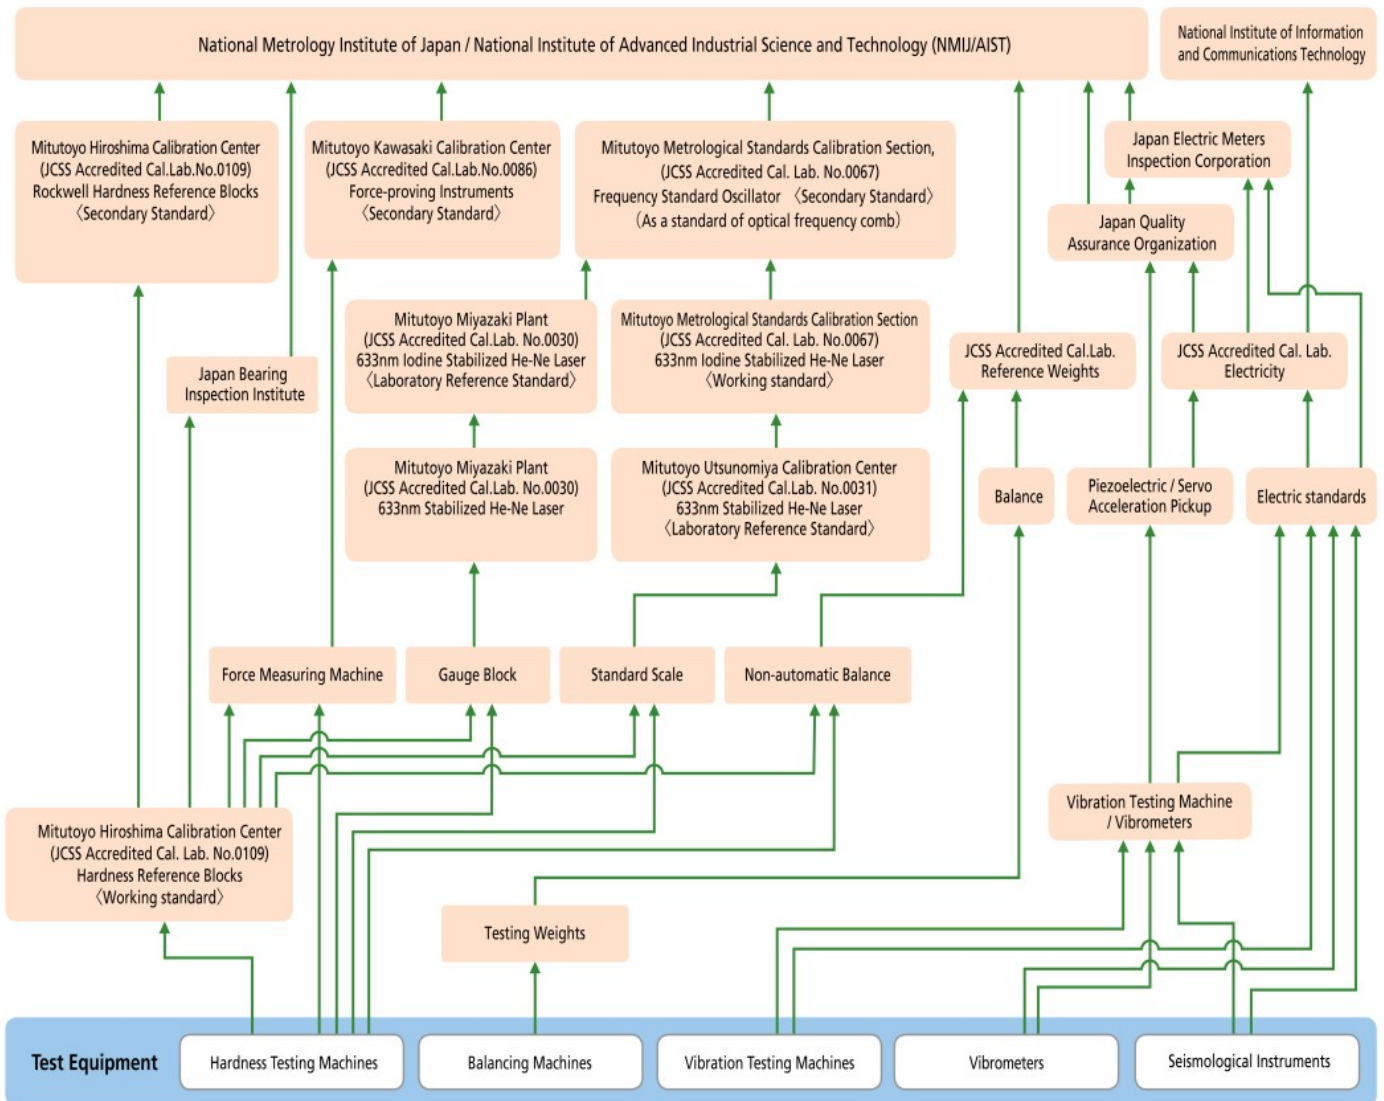 National Metrology Institute of Japan / National Institute of Advanced Industrial Science and Technology (NMIJ/AIST)
National Institute of Information
and Communications Technology
Mitutoyo Hiroshima Calibration Center
(JCSS Accredited Cal.Lab.No.0109)
Rockwell Hardness Reference Blocks
〈Secondary Standard〉
Mitutoyo Kawasaki Calibration Center
(JCSS Accredited Cal.Lab.No.0086)
Force-proving Instruments
〈Secondary Standard〉
Mitutoyo Metrological Standards Calibration Section,
(JCSS Accredited Cal. Lab. No.0067)
Frequency Standard Oscillator 〈Secondary Standard〉
（As a standard of optical frequency comb）
Japan Electric Meters
Inspection Corporation
Japan Quality
Assurance Organization
Japan Bearing
Inspection Institute
Mitutoyo Miyazaki Plant
(JCSS Accredited Cal.Lab. No.0030)
633nm Iodine Stabilized He-Ne Laser
〈Laboratory Reference Standard〉
Mitutoyo Metrological Standards Calibration Section
(JCSS Accredited Cal. Lab. No.0067)
633nm Iodine Stabilized He-Ne Laser
〈Working standard〉
JCSS Accredited Cal.Lab.
Reference Weights
JCSS Accredited Cal. Lab.
Electricity
Mitutoyo Miyazaki Plant
(JCSS Accredited Cal.Lab. No.0030)
633nm Stabilized He-Ne Laser
Mitutoyo Utsunomiya Calibration Center
(JCSS Accredited Cal.Lab. No.0031)
633nm Stabilized He-Ne Laser
〈Laboratory Reference Standard〉
Balance
Piezoelectric / Servo
Acceleration Pickup
Electric standards
Force Measuring Machine
Gauge Block
Standard Scale
Non-automatic Balance
Mitutoyo Hiroshima Calibration Center
(JCSS Accredited Cal. Lab. No.0109)
Hardness Reference Blocks
〈Working standard〉
Vibration Testing Machine
/ Vibrometers
Testing Weights
Test Equipment
Hardness Testing Machines
Balancing Machines
Vibration Testing Machines
Vibrometers
Seismological Instruments